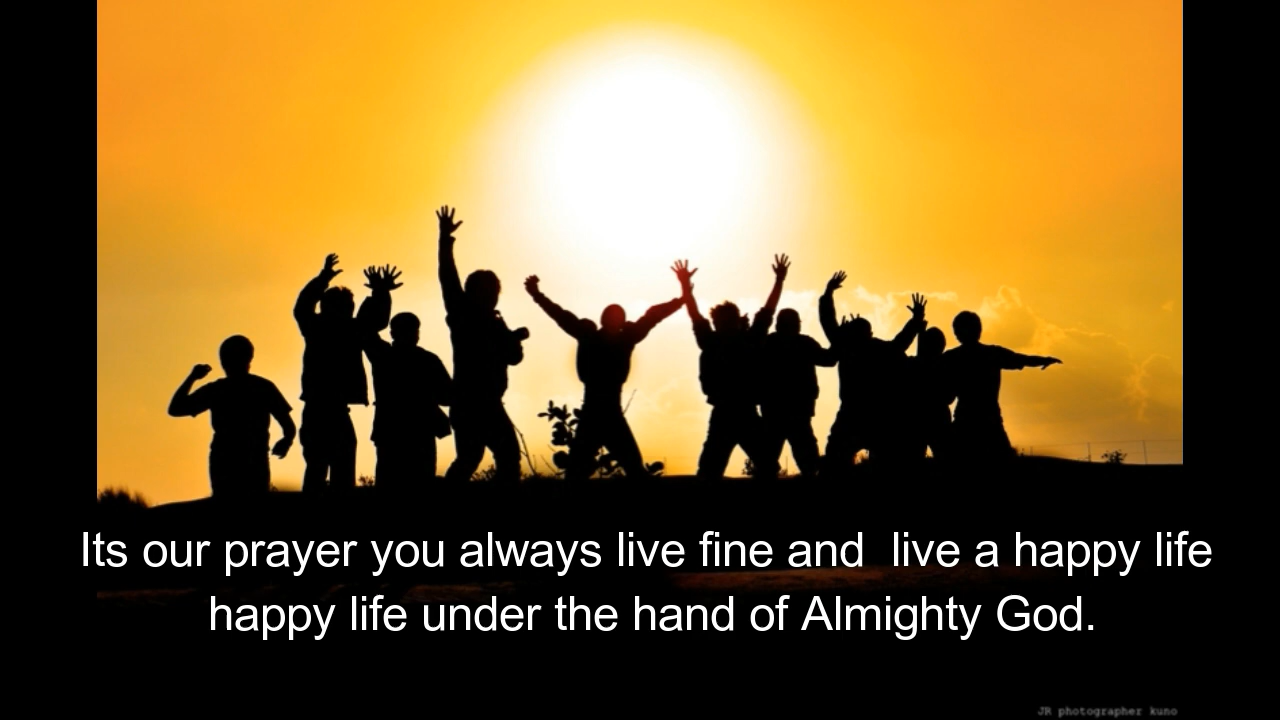 Its our prayer you always live fine and  live a happy life
happy life under the hand of Almighty God.
JR photographer kuno